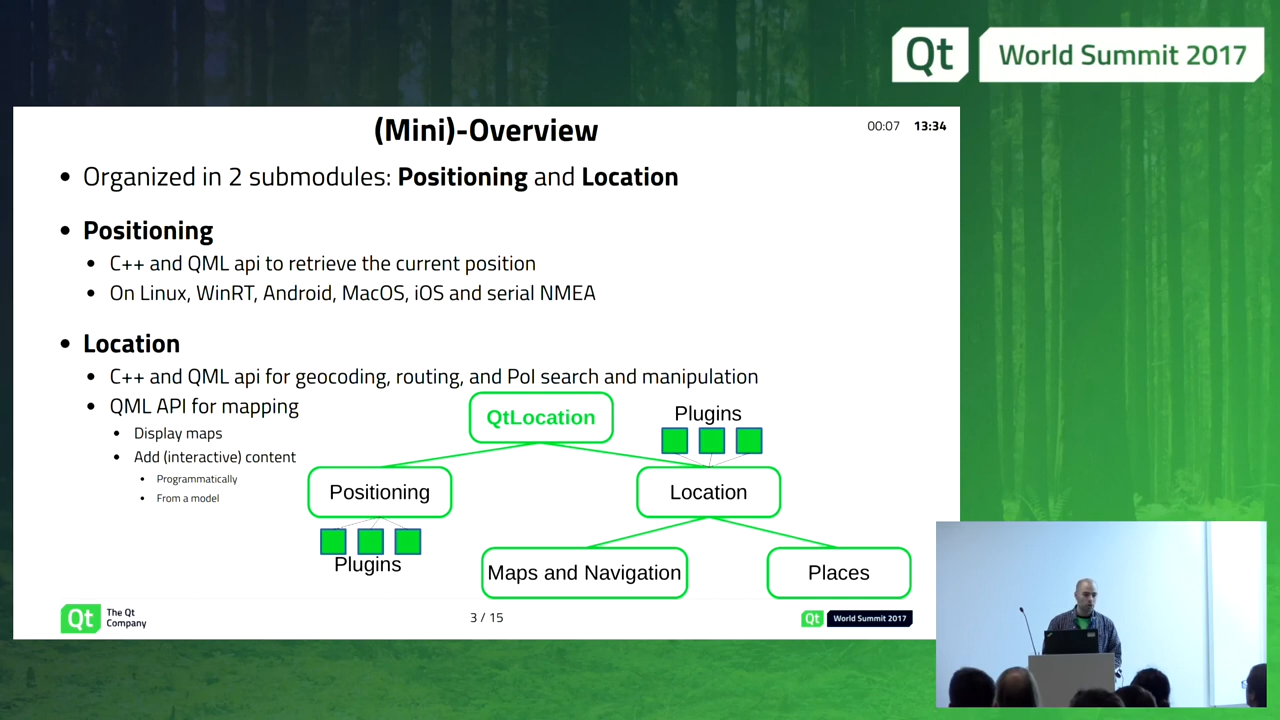 Qt World Summit 2017
(Mini)-Overview
00:07 13:34
• Organized in 2 submodules: Positioning and Location
• Positioning
• C++ and QML api to retrieve the current position
• On Linux, WinRT, Android, MacOS, iOS and serial NMEA
• Location
• C++ and QML api for geocoding, routing, and PoI search and manipulation
• QML API for mapping
• Display maps
• Add (interactive) content
• Programmatically
• From a model
QtLocation
Plugins
Positioning
Location
Plugins
Maps and Navigation
Places
Qt The Qt
Company
3 / 15
Qt World Summit 2017